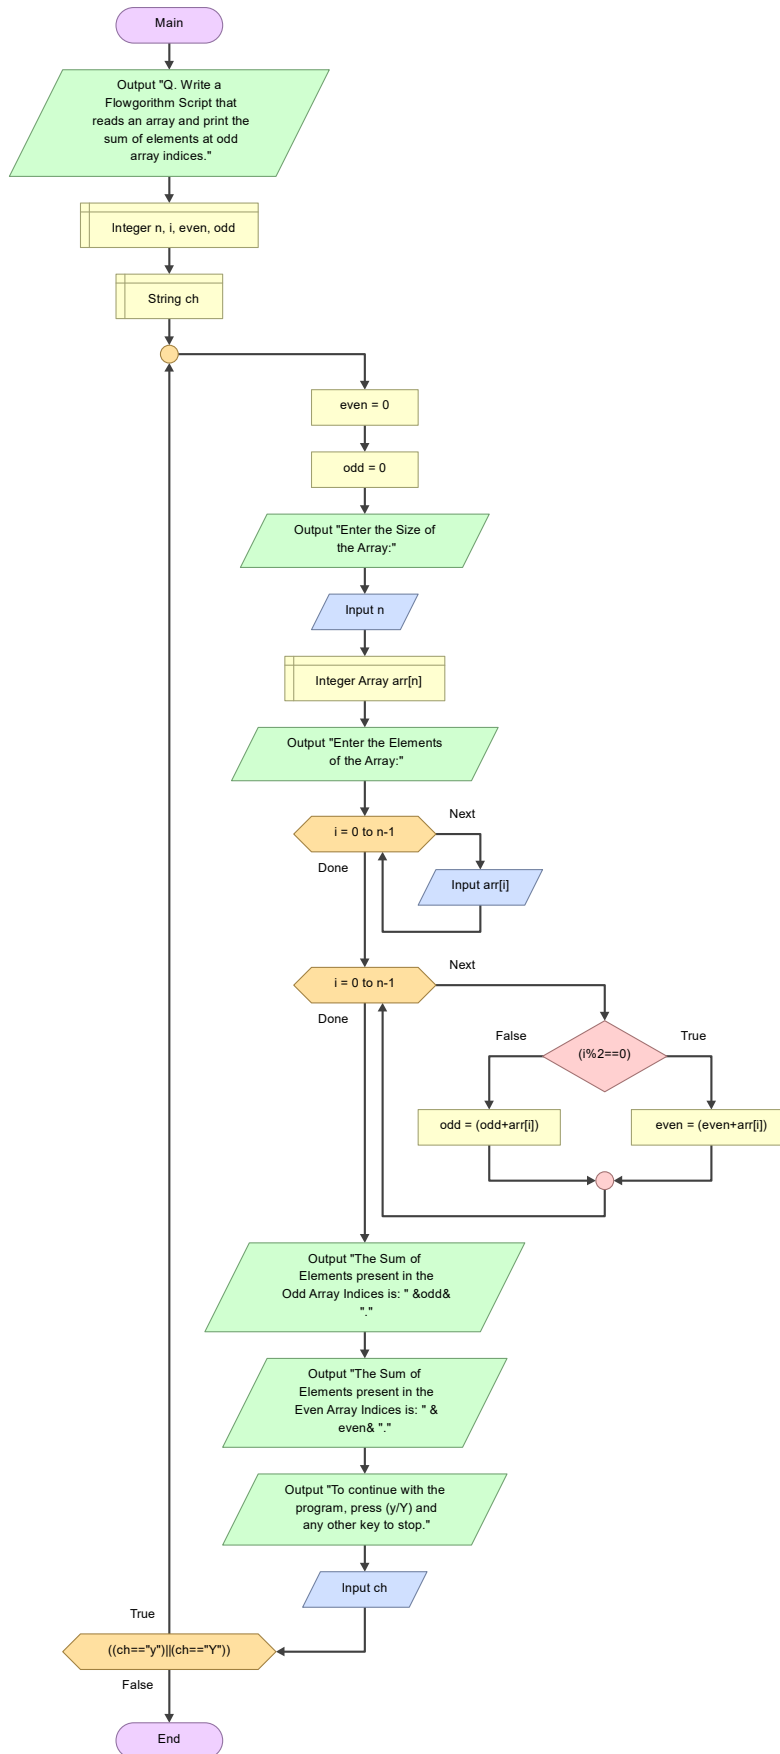 Main
Output "Q. Write a
Flowgorithm Script that
reads an array and print the
sum of elements at odd
array indices."
Integer n, i, even, odd
String ch
even = 0
odd = 0
Output "Enter the Size of
the Array:"
Input n
Integer Array arr[n]
Output "Enter the Elements
of the Array:"
Next
i = 0 to n-1
Done
Input arr[i]
Next
i = 0 to n-1
Done
False
True
(i%2==0)
odd = (odd+arr[i])
even = (even+arr[i])
Output "The Sum of
Elements present in the
Odd Array Indices is: " &odd&
"."
Output "The Sum of
Elements present in the
Even Array Indices is: " &
even& "."
Output "To continue with the
program, press (y/Y) and
any other key to stop."
Input ch
True
((ch=="y")||(ch=="Y"))
False
End